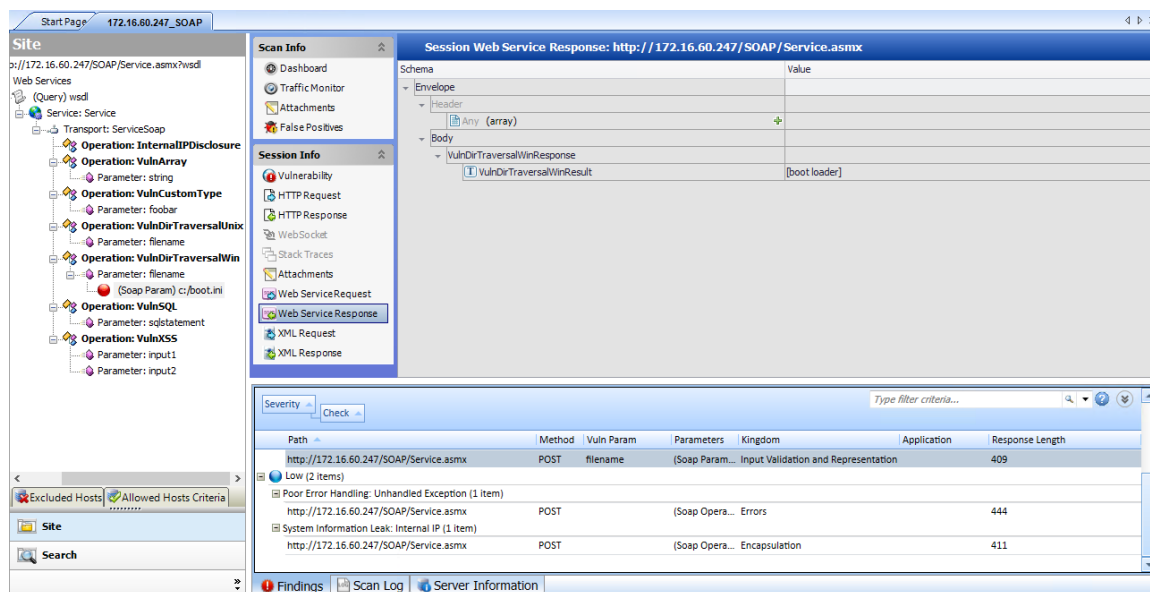 Start Page
172.16.60.247_SOAP
Site
://172.16.60.247/SOAP/Service.asmx?wsdl
Web Services
(Query) wsdl
Service: Service
Transport: ServiceSoap
Operation: InternalIPDisclosure
Operation: VulnArray
Parameter: string
Operation: VulnCustomType
Parameter: foobar
Operation: VulnDirTraversalUnix
Parameter: filename
Operation: VulnDirTraversalWin
Parameter: filename
(Soap Param) c:/boot.ini
Operation: VulnSQL
Parameter: sqlstatement
Operation: VulnXSS
Parameter: input1
Parameter: input2
Excluded Hosts
Allowed Hosts Criteria
Site
Search
Scan Info
Dashboard
Traffic Monitor
Attachments
False Positives
Session Info
Vulnerability
HTTP Request
HTTP Response
WebSocket
Stack Traces
Attachments
Web Service Request
Web Service Response
XML Request
XML Response
Session Web Service Response: http://172.16.60.247/SOAP/Service.asmx
Schema Value
Envelope
Header
Any (array)
Body
VulnDirTraversalWinResponse
VulnDirTraversalWinResult [boot loader]
Severity
Check
Type filter criteria...
Path Method Vuln Param Parameters Kingdom Application Response Length
http://172.16.60.247/SOAP/Service.asmx POST filename (Soap Param... Input Validation and Representation 409
Low (2 items)
Poor Error Handling: Unhandled Exception (1 item)
http://172.16.60.247/SOAP/Service.asmx POST (Soap Opera... Errors 444
System Information Leak: Internal IP (1 item)
http://172.16.60.247/SOAP/Service.asmx POST (Soap Opera... Encapsulation 411
Findings
Scan Log
Server Information